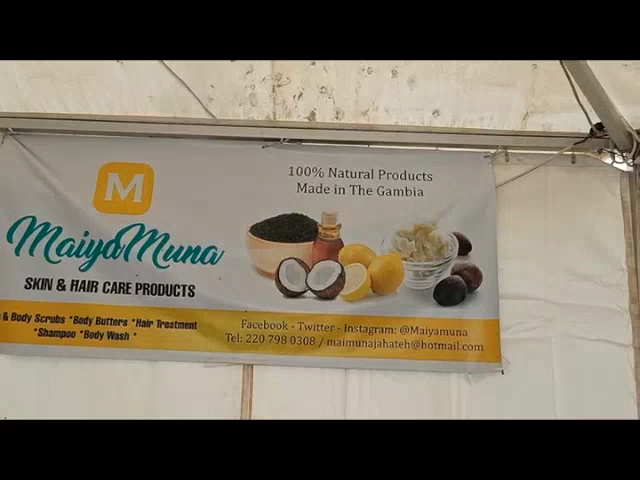 M
MaiyaMuna
SKIN & HAIR CARE PRODUCTS
& Body Scrubs *Body Butters *Hair Treatment
*Shampoo *Body Wash *
100% Natural Products
Made in The Gambia
Facebook - Twitter - Instagram: @Maiyamuna
Tel: 220 798 0308 / maimunajahateh@hotmail.com